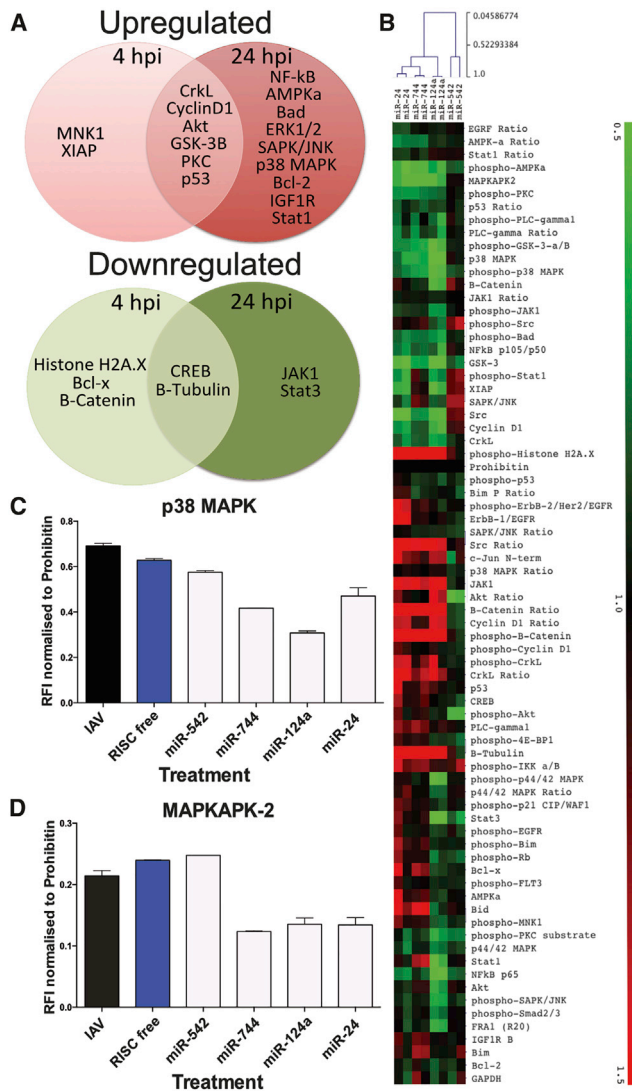 A
Upregulated
4 hpi
24 hpi
MNK1
XIAP
CrkL
CyclinD1
Akt
GSK-3B
PKC
p53
NF-kB
AMPKa
Bad
ERK1/2
SAPK/JNK
p38 MAPK
Bcl-2
IGF1R
Stat1
Downregulated
4 hpi
24 hpi
Histone H2A.X
Bcl-x
B-Catenin
CREB
B-Tubulin
JAK1
Stat3
C
p38 MAPK
RFI normalised to Prohibitin
0.8
0.6
0.4
0.2
0.0
IAV
RISC free
miR-542
miR-744
miR-124a
miR-24
Treatment
D
MAPKAPK-2
RFI normalised to Prohibitin
0.3
0.2
0.1
0.0
IAV
RISC free
miR-542
miR-744
miR-124a
miR-24
Treatment
B
0.04586774
0.52293384
1.0
miR-24
miR-24
miR-744
miR-744
miR-124a
miR-124a
miR-542
miR-542
EGRF Ratio
AMPK-a Ratio
Stat1 Ratio
phospho-AMPKa
MAPKAPK2
phospho-PKC
p53 Ratio
phospho-PLC-gamma1
PLC-gamma Ratio
phospho-GSK-3-a/B
p38 MAPK
phospho-p38 MAPK
B-Catenin
JAK1 Ratio
phospho-JAK1
phospho-Src
phospho-Bad
NFkB p105/p50
GSK-3
phospho-Stat1
XIAP
SAPK/JNK
Src
Cyclin D1
CrkL
phospho-Histone H2A.X
Prohibitin
phospho-p53
Bim P Ratio
phospho-ErbB-2/Her2/EGFR
ErbB-1/EGFR
SAPK/JNK Ratio
Src Ratio
c-Jun N-term
p38 MAPK Ratio
JAK1
Akt Ratio
B-Catenin Ratio
Cyclin D1 Ratio
phospho-B-Catenin
phospho-Cyclin D1
phospho-CrkL
CrkL Ratio
p53
CREB
phospho-Akt
PLC-gamma1
phospho-4E-BP1
B-Tubulin
phospho-IKK a/B
phospho-p44/42 MAPK
p44/42 MAPK Ratio
phospho-p21 CIP/WAF1
Stat3
phospho-EGFR
phospho-Bim
phospho-Rb
Bcl-x
phospho-FLT3
AMPKa
Bid
phospho-MNK1
phospho-PKC substrate
p44/42 MAPK
Stat1
NFkB p65
Akt
phospho-SAPK/JNK
phospho-Smad2/3
FRA1 (R20)
IGF1R B
Bim
Bcl-2
GAPDH
0.5
1.0
1.5